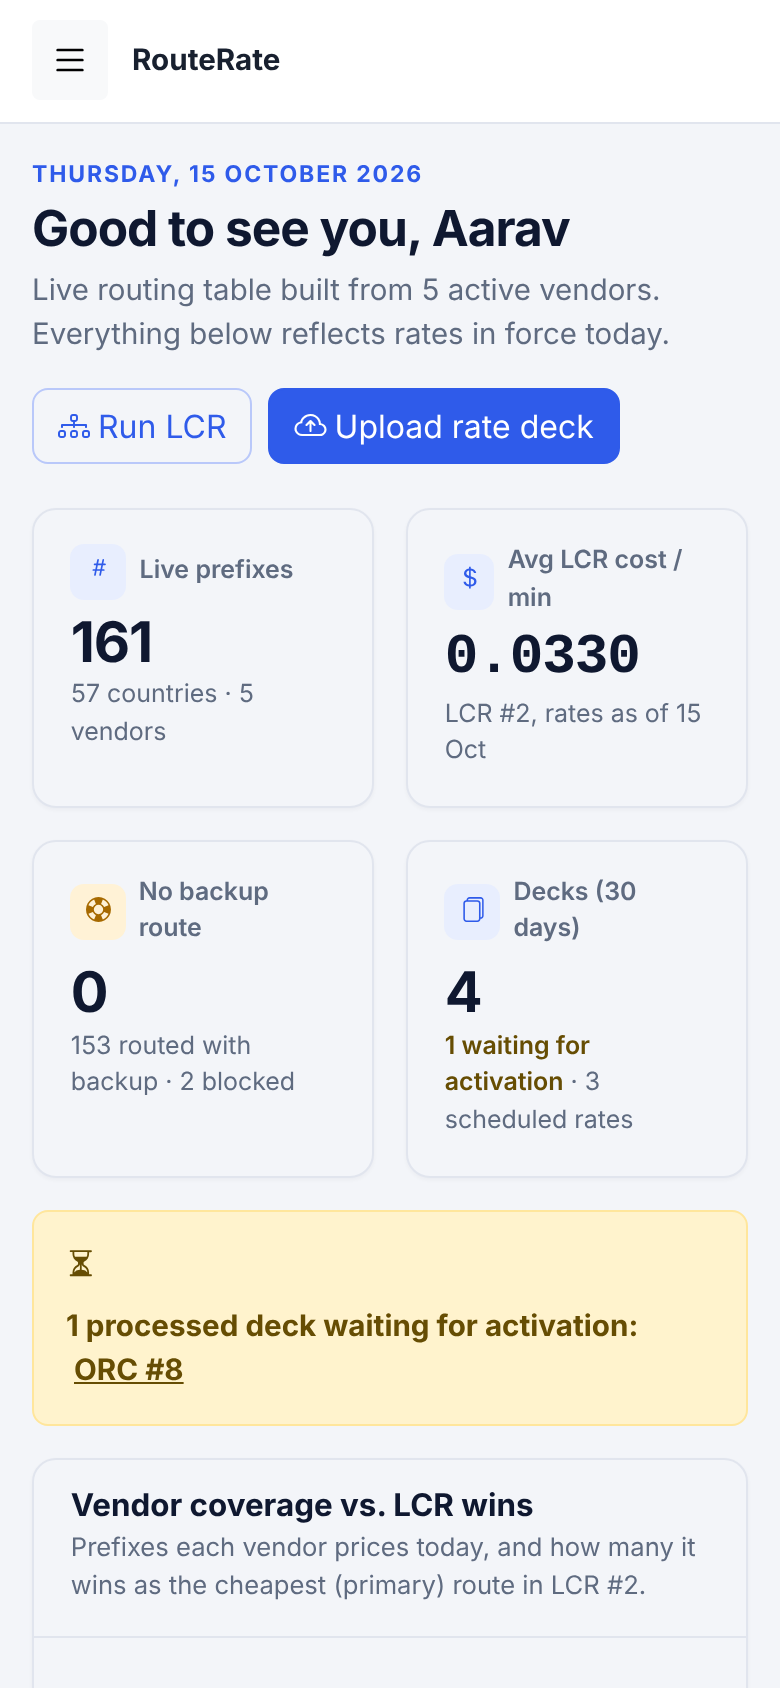 RouteRate
THURSDAY, 15 OCTOBER 2026
Good to see you, Aarav
Live routing table built from 5 active vendors.
Everything below reflects rates in force today.
Run LCR
Upload rate deck
# Live prefixes
161
57 countries · 5
vendors
$ Avg LCR cost /
min
0.0330
LCR #2, rates as of 15
Oct
No backup
route
0
153 routed with
backup · 2 blocked
Decks (30
days)
4
1 waiting for
activation · 3
scheduled rates
1 processed deck waiting for activation:
ORC #8
Vendor coverage vs. LCR wins
Prefixes each vendor prices today, and how many it
wins as the cheapest (primary) route in LCR #2.